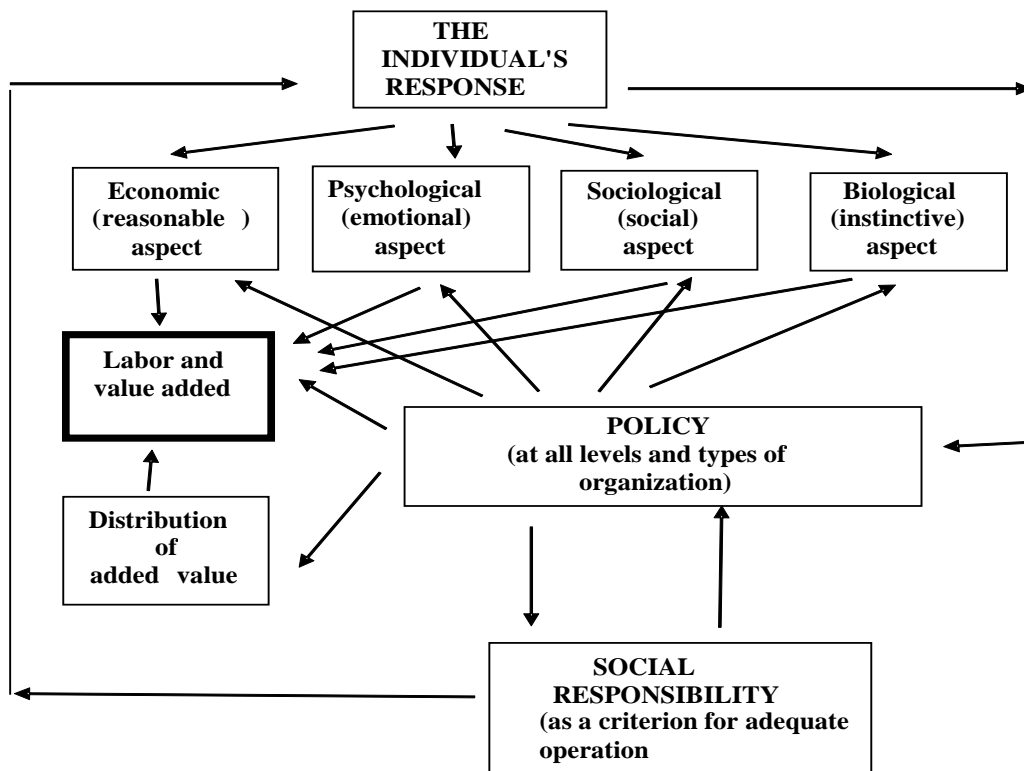 THE
INDIVIDUAL'S
RESPONSE
Economic
(reasonable )
aspect
Psychological
(emotional)
aspect
Sociological
(social)
aspect
Biological
(instinctive)
aspect
Labor and
value added
POLICY
(at all levels and types of
organization)
Distribution
of
added value
SOCIAL
RESPONSIBILITY
(as a criterion for adequate
operation